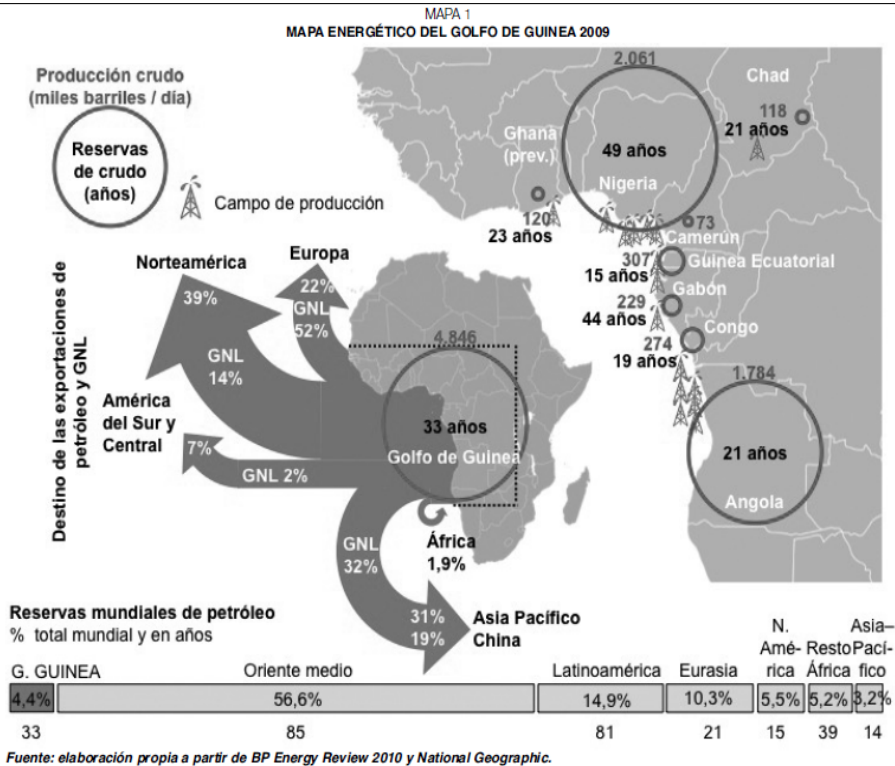 MAPA 1
MAPA ENERGÉTICO DEL GOLFO DE GUINEA 2009
Producción crudo
(miles barriles / día)
Reservas
de crudo
(años)
Campo de producción
2.061
49 años
Nigeria
Chad
118
21 años
Ghana
(prev.)
120
23 años
73
Camerún
307
15 años
Guinea Ecuatorial
Gabón
229
44 años
Congo
274
19 años
1.784
21 años
Angola
Destino de las exportaciones de
petróleo y GNL
Norteamérica
39%
GNL
14%
Europa
22%
GNL
52%
América
del Sur y
Central
7%
GNL 2%
4.846
33 años
Golfo de Guinea
GNL
32%
África
1,9%
31%
19%
Asia Pacífico
China
Reservas mundiales de petróleo
% total mundial y en años
G. GUINEA
Oriente medio
Latinoamérica
Eurasia
N.
Amé-
rica
Resto
África
Asia–
Pací-
fico
4,4%
56,6%
14,9%
10,3%
5,5%
5,2%
3,2%
33
85
81
21
15
39
14
Fuente: elaboración propia a partir de BP Energy Review 2010 y National Geographic.